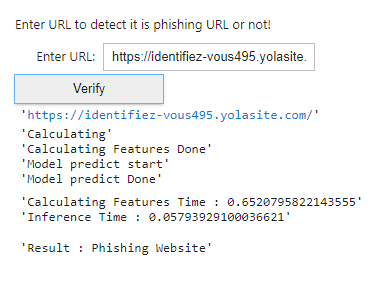 Enter URL to detect it is phishing URL or not!
Enter URL: https://identifiez-vous495.yolasite.
Verify
'https://identifiez-vous495.yolasite.com/'
'Calculating'
'Calculating Features Done'
'Model predict start'
'Model predict Done'
'Calculating Features Time : 0.6520795822143555'
'Inference Time : 0.05793929100036621'
'Result : Phishing Website'